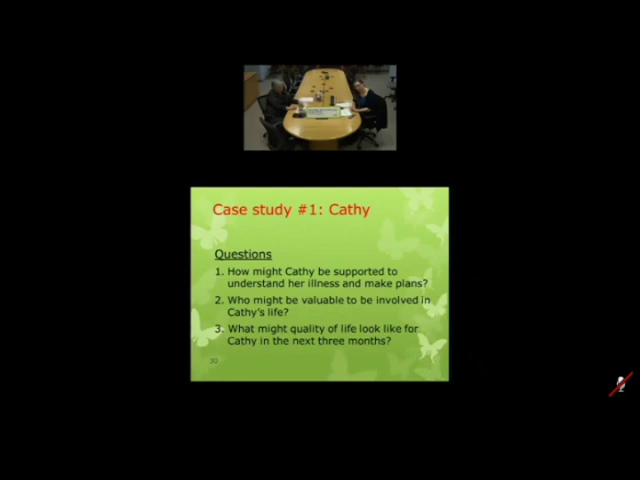 Case study #1: Cathy
Questions
1. How might Cathy be supported to
understand her illness and make plans?
2. Who might be valuable to be involved in
Cathy's life?
3. What might quality of life look like for
Cathy in the next three months?
30